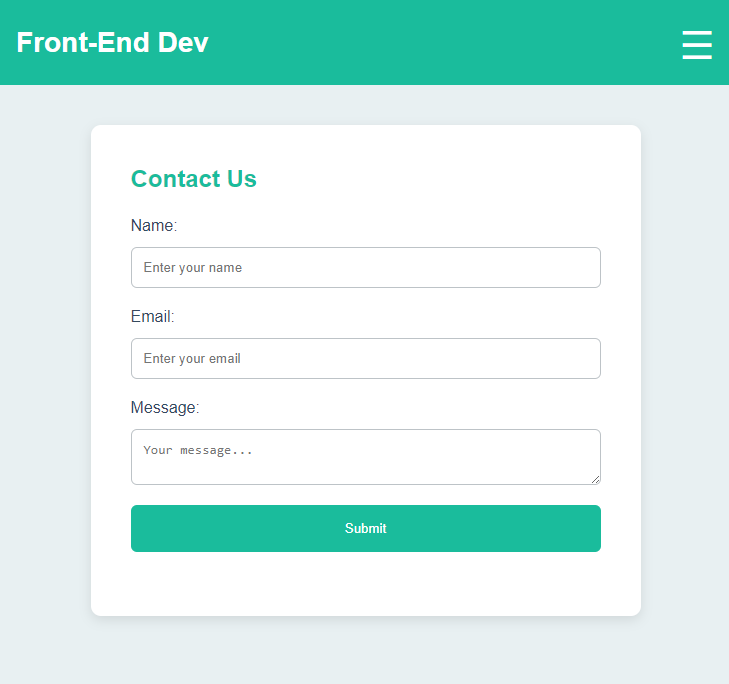 Front-End Dev
Contact Us
Name:
Enter your name
Email:
Enter your email
Message:
Your message...
Submit